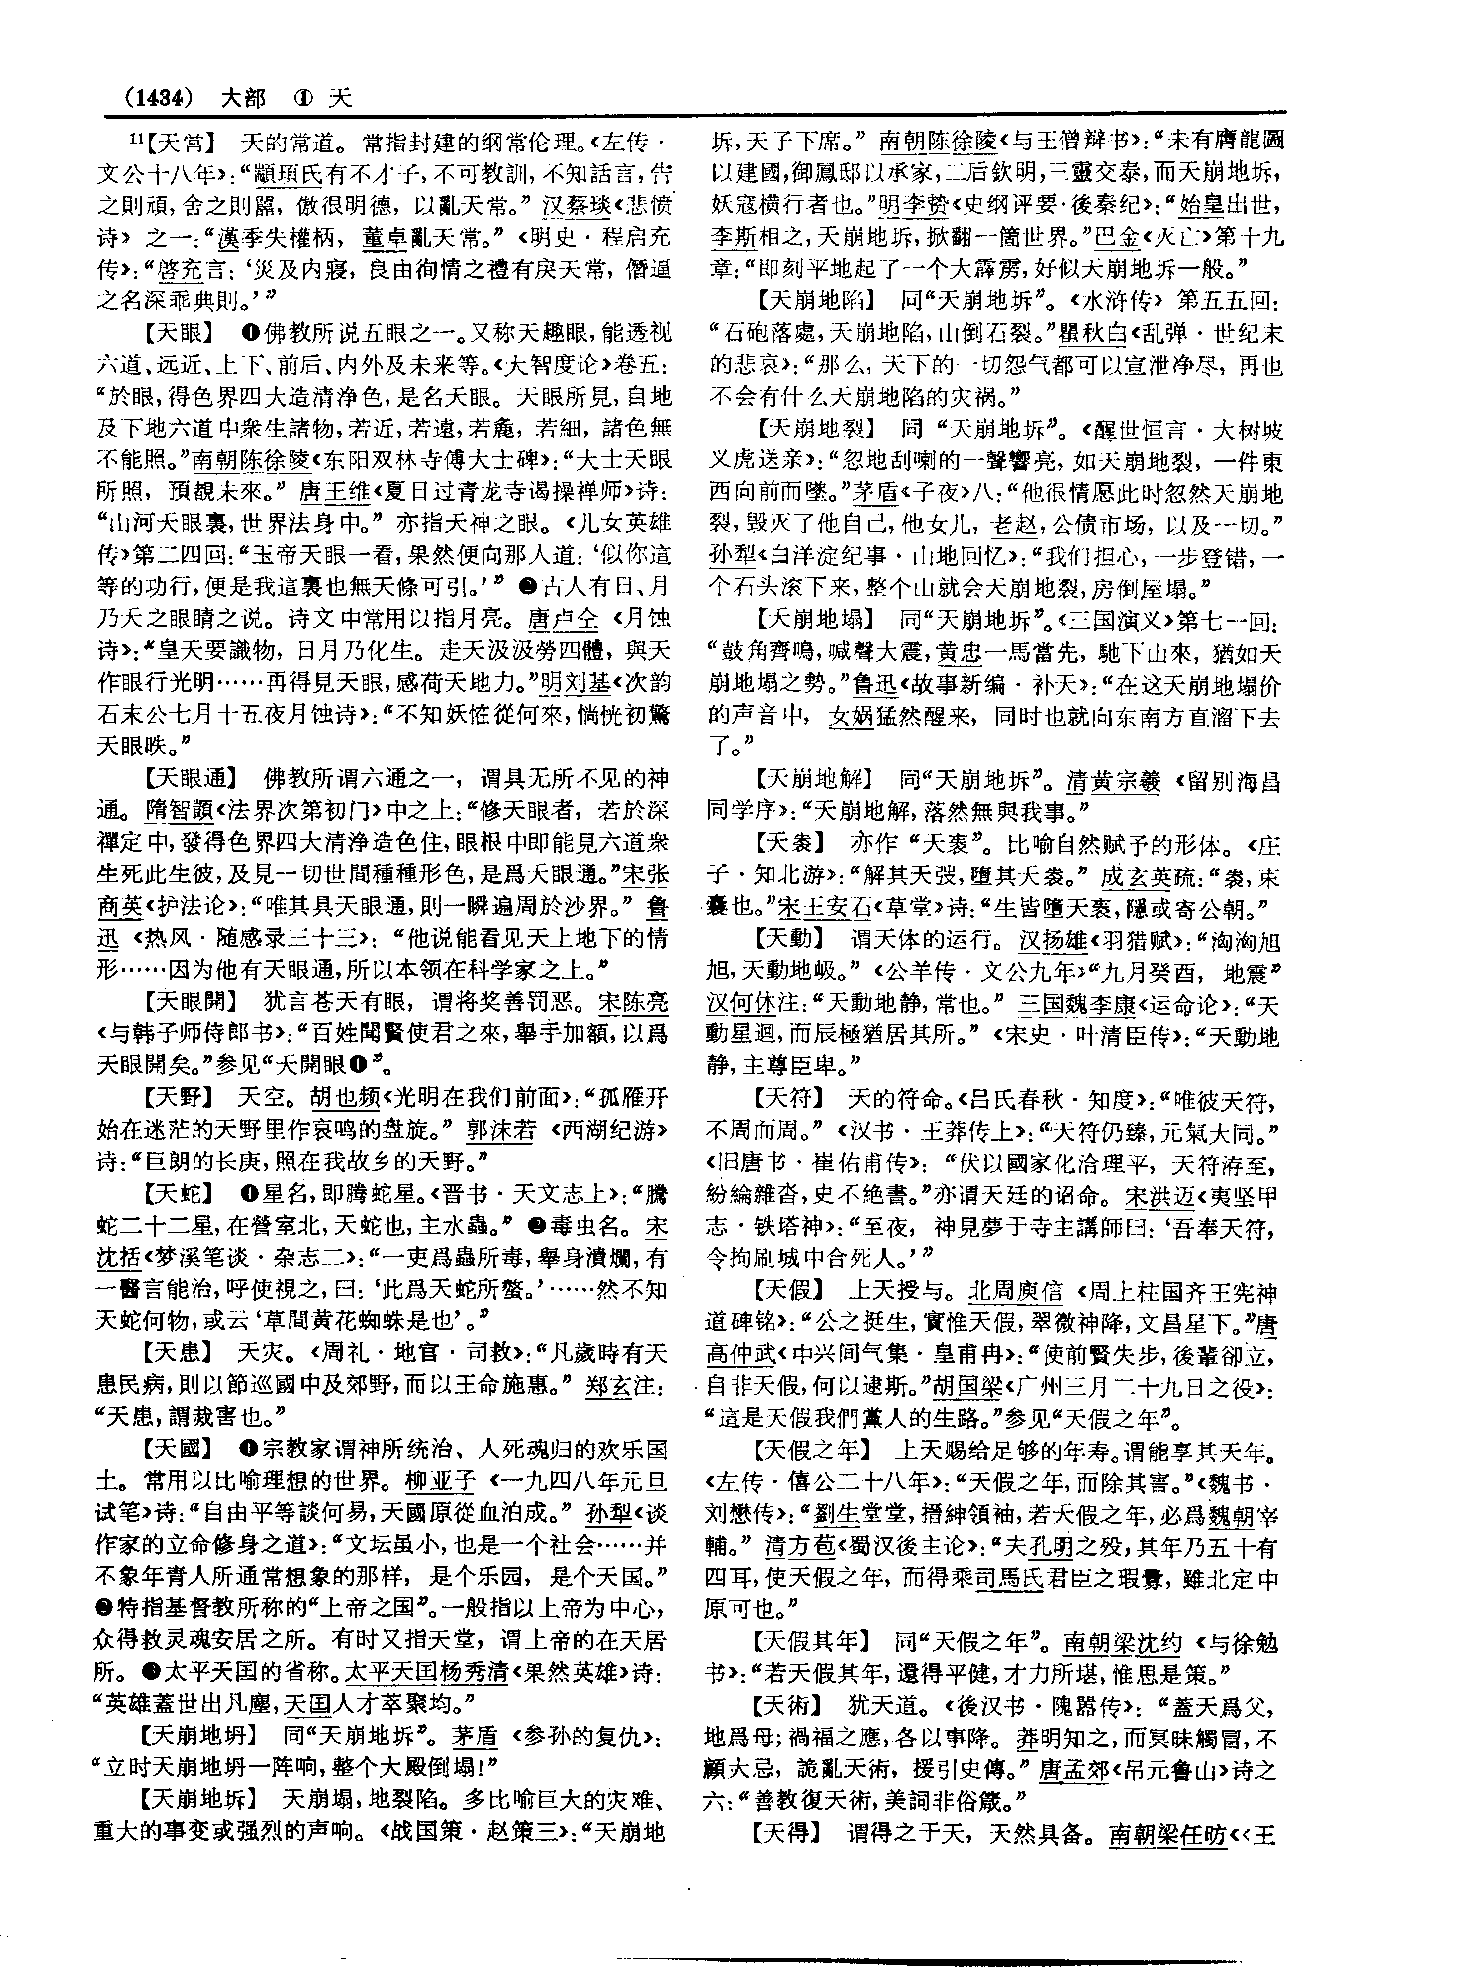 （1434） 大部 ① 天
11【天常】 天的常道。常指封建的纲常伦理。《左传·
文公十八年》：“顓頊氏有不才子，不可教訓，不知話言，告
之則頑，舍之則嚚，傲很明德，以亂天常。”汉蔡琰《悲愤
诗》之一：“漢季失權柄，董卓亂天常。”《明史·程启充
传》：“啓充言：‘災及内寢，良由徇情之禮有戾天常，僭逼
之名深乖典則。’”
【天眼】 ❶佛教所说五眼之一。又称天趣眼，能透视
六道、远近、上下、前后、内外及未来等。《大智度论》卷五：
“於眼，得色界四大造清浄色，是名天眼。天眼所見，自地
及下地六道中衆生諸物，若近，若遠，若麁，若細，諸色無
不能照。”南朝陈徐陵《东阳双林寺傅大士碑》：“大士天眼
所照，預覩未來。”唐王维《夏日过青龙寺谒操禅师》诗：
“山河天眼裏，世界法身中。”亦指天神之眼。《儿女英雄
传》第二四回：“玉帝天眼一看，果然便向那人道：‘似你這
等的功行，便是我這裏也無天條可引。’”❷古人有日、月
乃天之眼睛之说。诗文中常用以指月亮。唐卢仝《月蚀
诗》：“皇天要識物，日月乃化生。走天汲汲勞四體，與天
作眼行光明……再得見天眼，感荷天地力。”明刘基《次韵
石末公七月十五夜月蚀诗》：“不知妖怪從何來，惝恍初驚
天眼昳。”
【天眼通】 佛教所谓六通之一，谓具无所不见的神
通。隋智顗《法界次第初门》中之上：“修天眼者，若於深
禪定中，發得色界四大清浄造色住，眼根中即能見六道衆
生死此生彼，及見一切世間種種形色，是爲天眼通。”宋张
商英《护法论》：“唯其具天眼通，則一瞬遍周於沙界。”鲁
迅《热风·随感录三十三》：“他说能看见天上地下的情
形……因为他有天眼通，所以本领在科学家之上。”
【天眼開】 犹言苍天有眼，谓将奖善罚恶。宋陈亮
《与韩子师侍郎书》：“百姓聞賢使君之來，舉手加額，以爲
天眼開矣。”参见“天開眼❶”。
【天野】 天空。胡也频《光明在我们前面》：“孤雁开
始在迷茫的天野里作哀鸣的盘旋。”郭沫若《西湖纪游》
诗：“巨朗的长庚，照在我故乡的天野。”
【天蛇】 ❶星名，即腾蛇星。《晋书·天文志上》：“騰
蛇二十二星，在營室北，天蛇也，主水蟲。”❷毒虫名。宋
沈括《梦溪笔谈·杂志二》：“一吏爲蟲所毒，舉身潰爛，有
一醫言能治，呼使視之，曰：‘此爲天蛇所螫。’……然不知
天蛇何物，或云‘草間黄花蜘蛛是也’。”
【天患】 天灾。《周礼·地官·司救》：“凡歲時有天
患民病，則以節巡國中及郊野，而以王命施惠。”郑玄注：
“天患，謂烖害也。”
【天國】 ❶宗教家谓神所统治、人死魂归的欢乐国
土。常用以比喻理想的世界。柳亚子《一九四八年元旦
试笔》诗：“自由平等談何易，天國原從血泊成。”孙犁《谈
作家的立命修身之道》：“文坛虽小，也是一个社会……并
不象年青人所通常想象的那样，是个乐园，是个天国。”
❷特指基督教所称的“上帝之国”。一般指以上帝为中心，
众得救灵魂安居之所。有时又指天堂，谓上帝的在天居
所。❸太平天囯的省称。太平天囯杨秀清《果然英雄》诗：
“英雄蓋世出凡塵，天囯人才萃聚均。”
【天崩地坍】 同“天崩地坼”。茅盾《参孙的复仇》：
“立时天崩地坍一阵响，整个大殿倒塌！”
【天崩地坼】 天崩塌，地裂陷。多比喻巨大的灾难、
重大的事变或强烈的声响。《战国策·赵策三》：“天崩地
坼，天子下席。”南朝陈徐陵《与王僧辩书》：“未有膺龍圖
以建國，御鳳邸以承家，二后欽明，三靈交泰，而天崩地坼，
妖寇横行者也。”明李贽《史纲评要·後秦纪》：“始皇出世，
李斯相之，天崩地坼，掀翻一箇世界。”巴金《灭亡》第十九
章：“即刻平地起了一个大霹雳，好似天崩地坼一般。”
【天崩地陷】 同“天崩地坼”。《水浒传》第五五回：
“石砲落處，天崩地陷，山倒石裂。”瞿秋白《乱弹·世纪末
的悲哀》：“那么，天下的一切怨气都可以宣泄净尽，再也
不会有什么天崩地陷的灾祸。”
【天崩地裂】 同“天崩地坼”。《醒世恒言·大树坡
义虎送亲》：“忽地刮喇的一聲響亮，如天崩地裂，一件東
西向前而墜。”茅盾《子夜》八：“他很情愿此时忽然天崩地
裂，毁灭了他自己，他女儿，老赵，公债市场，以及一切。”
孙犁《白洋淀纪事·山地回忆》：“我们担心，一步登错，一
个石头滚下来，整个山就会天崩地裂，房倒屋塌。”
【天崩地塌】 同“天崩地坼”。《三国演义》第七一回：
“鼓角齊鳴，喊聲大震，黄忠一馬當先，馳下山來，猶如天
崩地塌之勢。”鲁迅《故事新编·补天》：“在这天崩地塌价
的声音中，女娲猛然醒来，同时也就向东南方直溜下去
了。”
【天崩地解】 同“天崩地坼”。清黄宗羲《留别海昌
同学序》：“天崩地解，落然無與我事。”
【天袠】 亦作“天袟”。比喻自然赋予的形体。《庄
子·知北游》：“解其天弢，墮其天袠。”成玄英疏：“袠，束
囊也。”宋王安石《草堂》诗：“生皆墮天袠，隱或寄公朝。”
【天動】 谓天体的运行。汉扬雄《羽猎赋》：“洶洶旭
旭，天動地岋。”《公羊传·文公九年》“九月癸酉，地震”
汉何休注：“天動地静，常也。”三国魏李康《运命论》：“天
動星迴，而辰極猶居其所。”《宋史·叶清臣传》：“天動地
静，主尊臣卑。”
【天符】 天的符命。《吕氏春秋·知度》：“唯彼天符，
不周而周。”《汉书·王莽传上》：“天符仍臻，元氣大同。”
《旧唐书·崔佑甫传》：“伏以國家化洽理平，天符洊至，
紛綸雜沓，史不絶書。”亦谓天廷的诏命。宋洪迈《夷坚甲
志·铁塔神》：“至夜，神見夢于寺主講師曰：‘吾奉天符，
令拘刷城中合死人。’”
【天假】 上天授与。北周庾信《周上柱国齐王宪神
道碑铭》：“公之挺生，實惟天假，翠微神降，文昌星下。”唐
高仲武《中兴间气集·皇甫冉》：“使前賢失步，後輩卻立，
自非天假，何以逮斯。”胡国梁《广州三月二十九日之役》：
“這是天假我們黨人的生路。”参见“天假之年”。
【天假之年】 上天赐给足够的年寿。谓能享其天年。
《左传·僖公二十八年》：“天假之年，而除其害。”《魏书·
刘懋传》：“劉生堂堂，搢紳領袖，若天假之年，必爲魏朝宰
輔。”清方苞《蜀汉後主论》：“夫孔明之殁，其年乃五十有
四耳，使天假之年，而得乘司馬氏君臣之瑕釁，雖北定中
原可也。”
【天假其年】 同“天假之年”。南朝梁沈约《与徐勉
书》：“若天假其年，還得平健，才力所堪，惟思是策。”
【天術】 犹天道。《後汉书·隗嚣传》：“蓋天爲父，
地爲母；禍福之應，各以事降。莽明知之，而冥昧觸冒，不
顧大忌，詭亂天術，援引史傳。”唐孟郊《吊元鲁山》诗之
六：“善教復天術，美詞非俗箴。”
【天得】 谓得之于天，天然具备。南朝梁任昉《〈王